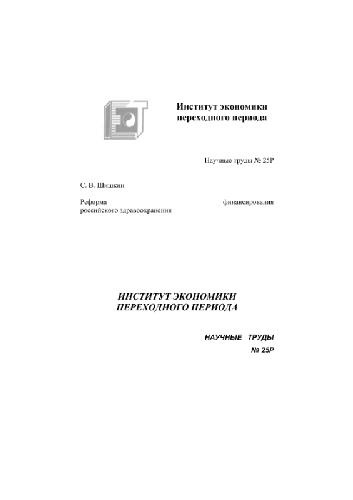 Институт экономики
переходного периода
Научные труды № 25Р
С. В. Шишкин
Реформа финансирования
российского здравоохранения
ИНСТИТУТ ЭКОНОМИКИ
ПЕРЕХОДНОГО ПЕРИОДА
НАУЧНЫЕ ТРУДЫ
№ 25Р